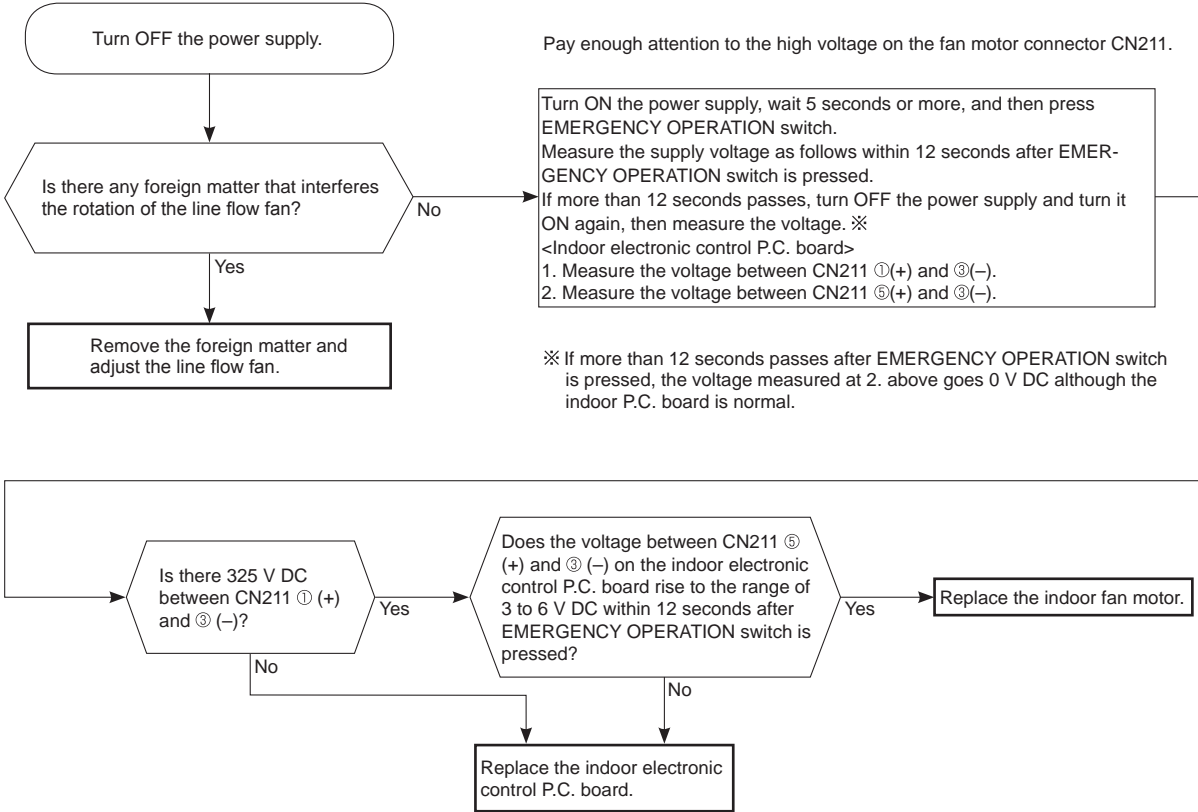 Turn OFF the power supply.
Pay enough attention to the high voltage on the fan motor connector CN211.
Is there any foreign matter that interferes
the rotation of the line flow fan?
No
Yes
Remove the foreign matter and
adjust the line flow fan.
Turn ON the power supply, wait 5 seconds or more, and then press
EMERGENCY OPERATION switch.
Measure the supply voltage as follows within 12 seconds after EMER-
GENCY OPERATION switch is pressed.
If more than 12 seconds passes, turn OFF the power supply and turn it
ON again, then measure the voltage. ※
<Indoor electronic control P.C. board>
1. Measure the voltage between CN211 ①(+) and ③(–).
2. Measure the voltage between CN211 ⑤(+) and ③(–).
※ If more than 12 seconds passes after EMERGENCY OPERATION switch
is pressed, the voltage measured at 2. above goes 0 V DC although the
indoor P.C. board is normal.
Is there 325 V DC
between CN211 ① (+)
and ③ (–)?
Yes
No
Does the voltage between CN211 ⑤
(+) and ③ (–) on the indoor electronic
control P.C. board rise to the range of
3 to 6 V DC within 12 seconds after
EMERGENCY OPERATION switch is
pressed?
Yes
No
Replace the indoor fan motor.
Replace the indoor electronic
control P.C. board.